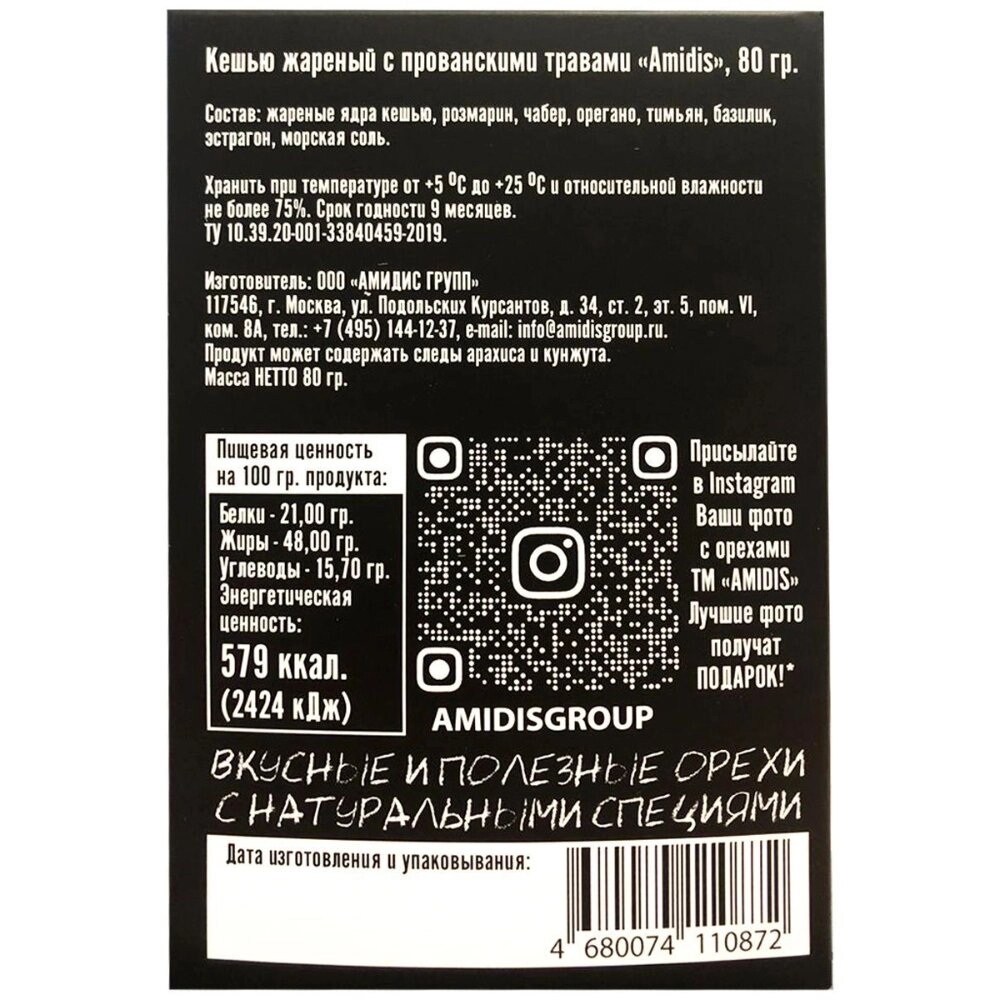 Кешью жареный с прованскими травами «Amidis», 80 гр.
Состав: жареные ядра кешью, розмарин, чабер, орегано, тимьян, базилик,
эстрагон, морская соль.
Хранить при температуре от +5 ⁰С до +25 ⁰С и относительной влажности
не более 75%. Срок годности 9 месяцев.
ТУ 10.39.20-001-33840459-2019.
Изготовитель: ООО «АМИДИС ГРУПП»
117546, г. Москва, ул. Подольских Курсантов, д. 34, ст. 2, эт. 5, пом. VI,
ком. 8А, тел.: +7 (495) 144-12-37, e-mail: info@amidisgroup.ru.
Продукт может содержать следы арахиса и кунжута.
Масса НЕТТО 80 гр.
Пищевая ценность
на 100 гр. продукта:
Белки - 21,00 гр.
Жиры - 48,00 гр.
Углеводы - 15,70 гр.
Энергетическая
ценность:
579 ккал.
(2424 кДж)
AMIDISGROUP
Присылайте
в Instagram
Ваши фото
с орехами
ТМ «AMIDIS»
Лучшие фото
получат
ПОДАРОК!*
ВКУСНЫЕ И ПОЛЕЗНЫЕ ОРЕХИ
С НАТУРАЛЬНЫМИ СПЕЦИЯМИ
Дата изготовления и упаковывания:
4 680074 110872